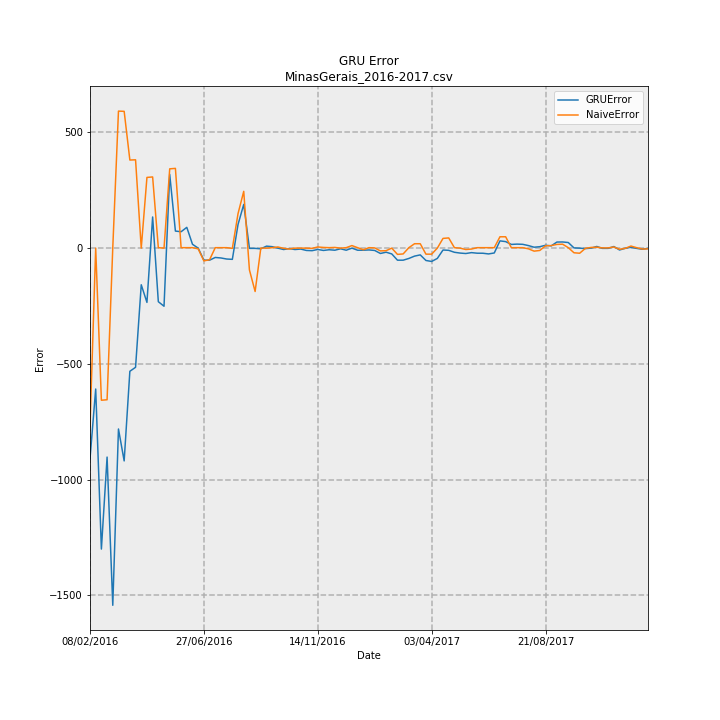 GRU Error
MinasGerais_2016-2017.csv
GRUError
NaiveError
500
0
−500
−1000
−1500
Error
08/02/2016
27/06/2016
14/11/2016
03/04/2017
21/08/2017
Date